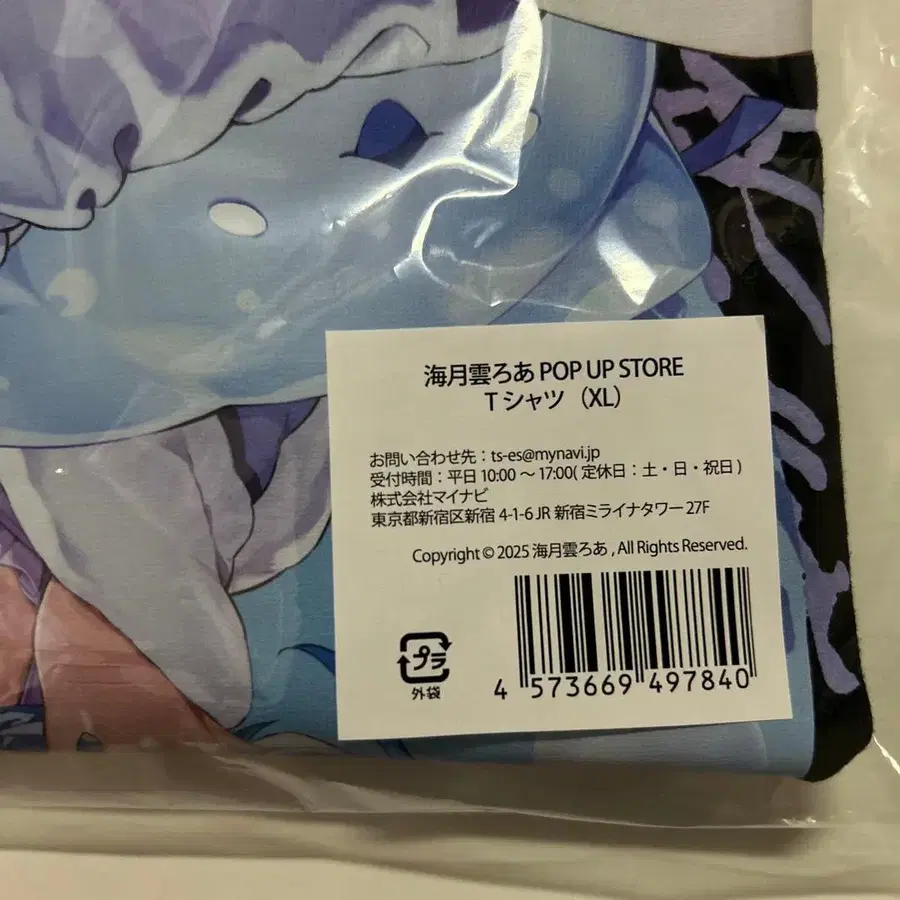 海月雲ろあ POP UP STORE
Tシャツ (XL)
お問い合わせ先：ts-es@mynavi.jp
受付時間：平日 10:00 ～ 17:00( 定休日：土・日・祝日 )
株式会社マイナビ
東京都新宿区新宿 4-1-6 JR 新宿ミライナタワー 27F
Copyright © 2025 海月雲ろあ , All Rights Reserved.
プラ
外袋
4 573669 497840